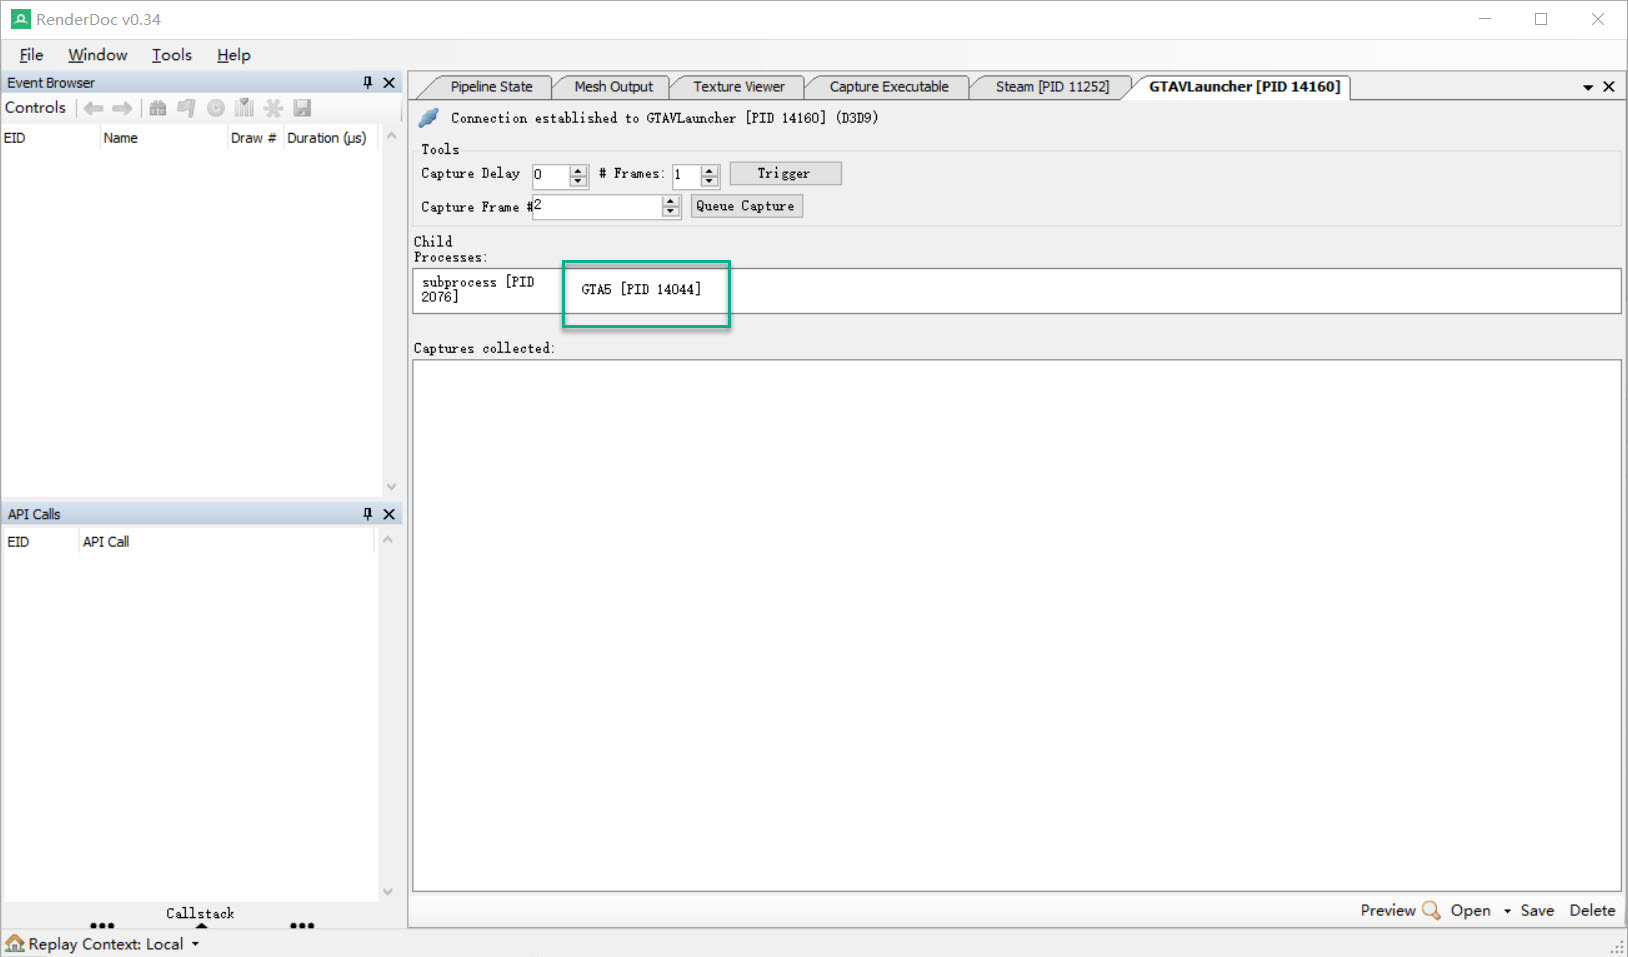 RenderDoc v0.34
File Window Tools Help
Event Browser
Controls
EID Name Draw # Duration (µs)
API Calls
EID API Call
Callstack
Pipeline State Mesh Output Texture Viewer Capture Executable Steam [PID 11252] GTAVLauncher [PID 14160]
Connection established to GTAVLauncher [PID 14160] (D3D9)
Tools
Capture Delay 0 # Frames: 1 Trigger
Capture Frame #2 Queue Capture
Child
Processes:
subprocess [PID
2076]
GTA5 [PID 14044]
Captures collected:
Preview Open Save Delete
Replay Context: Local